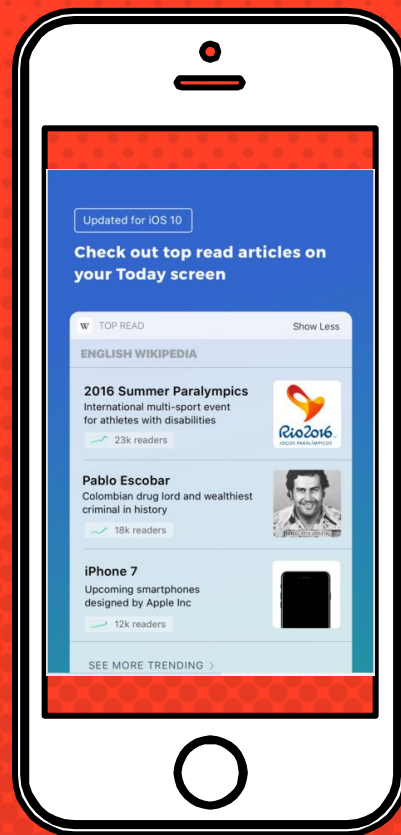 Updated for iOS 10
Check out top read articles on
your Today screen
W TOP READ Show Less
ENGLISH WIKIPEDIA
2016 Summer Paralympics
International multi-sport event
for athletes with disabilities
23k readers
Rio2016
JOGOS PARALÍMPICOS
Pablo Escobar
Colombian drug lord and wealthiest
criminal in history
18k readers
iPhone 7
Upcoming smartphones
designed by Apple Inc
12k readers
SEE MORE TRENDING >